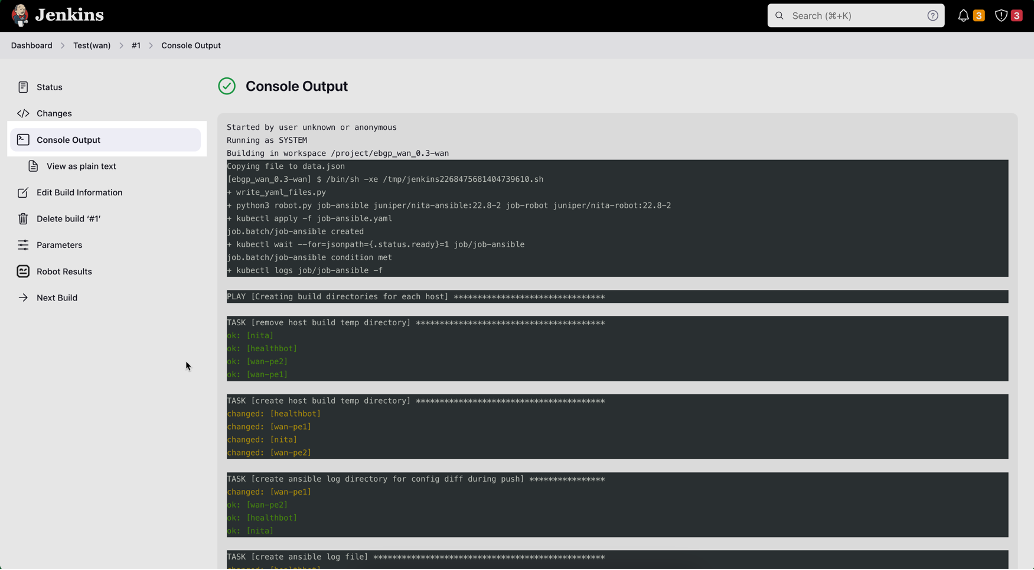 Jenkins
Search (⌘+K)
3
3
Dashboard > Test(wan) > #1 > Console Output
Status
Changes
Console Output
View as plain text
Edit Build Information
Delete build ‘#1’
Parameters
Robot Results
Next Build
Console Output
Started by user unknown or anonymous
Running as SYSTEM
Building in workspace /project/ebgp_wan_0.3-wan
Copying file to data.json
[ebgp_wan_0.3-wan] $ /bin/sh -xe /tmp/jenkins2268475681404739610.sh
+ write_yaml_files.py
+ python3 robot.py job-ansible juniper/nita-ansible:22.8-2 job-robot juniper/nita-robot:22.8-2
+ kubectl apply -f job-ansible.yaml
job.batch/job-ansible created
+ kubectl wait --for=jsonpath={.status.ready}=1 job/job-ansible
job.batch/job-ansible condition met
+ kubectl logs job/job-ansible -f
PLAY [Creating build directories for each host] ********************************
TASK [remove host build temp directory] ****************************************
ok: [nita]
ok: [healthbot]
ok: [wan-pe2]
ok: [wan-pe1]
TASK [create host build temp directory] ****************************************
changed: [healthbot]
changed: [wan-pe1]
changed: [nita]
changed: [wan-pe2]
TASK [create ansible log directory for config diff during push] ****************
changed: [wan-pe1]
ok: [wan-pe2]
ok: [healthbot]
ok: [nita]
TASK [create ansible log file] *************************************************